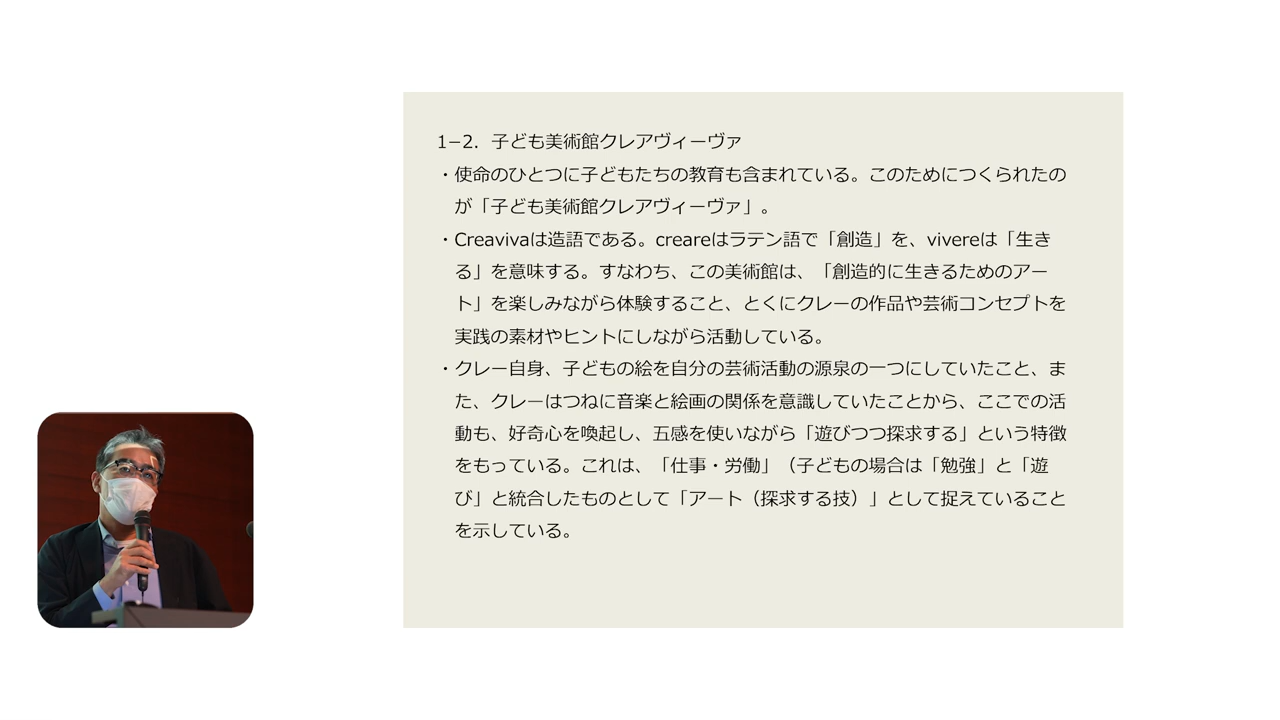 1−2．子ども美術館クレアヴィーヴァ
・使命のひとつに子どもたちの教育も含まれている。このためにつくられたの
が「子ども美術館クレアヴィーヴァ」。
・Creavivaは造語である。creareはラテン語で「創造」を、vivereは「生き
る」を意味する。すなわち、この美術館は、「創造的に生きるためのアー
ト」を楽しみながら体験すること、とくにクレーの作品や芸術コンセプトを
実践の素材やヒントにしながら活動している。
・クレー自身、子どもの絵を自分の芸術活動の源泉の一つにしていたこと、ま
た、クレーはつねに音楽と絵画の関係を意識していたことから、ここでの活
動も、好奇心を喚起し、五感を使いながら「遊びつつ探求する」という特徴
をもっている。これは、「仕事・労働」（子どもの場合は「勉強」と「遊
び」と統合したものとして「アート（探求する技）」として捉えていること
を示している。